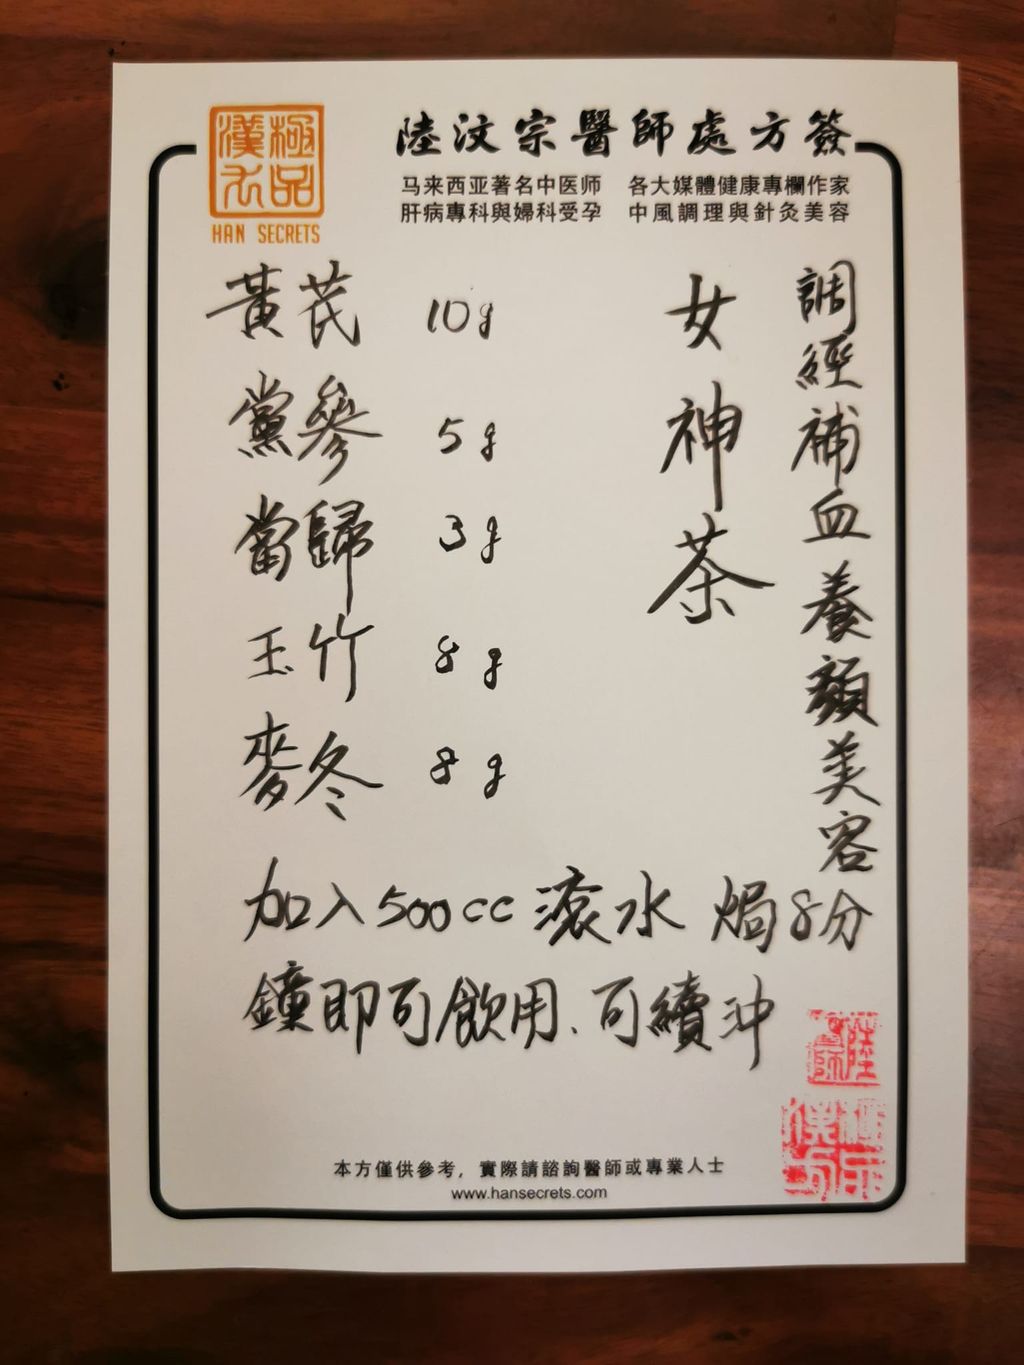 漢方極品
HAN SECRETS
陸汶宗醫師處方簽
马来西亚著名中医师 各大媒體健康專欄作家
肝病專科與婦科受孕 中風調理與針灸美容
調經補血養顏美容
女神茶
黃芪 10g
黨參 5g
當歸 3g
玉竹 8g
麥冬 8g
加入500cc滾水焗8分
鐘即可飲用、可續沖
本方僅供參考，實際請諮詢醫師或專業人士
www.hansecrets.com